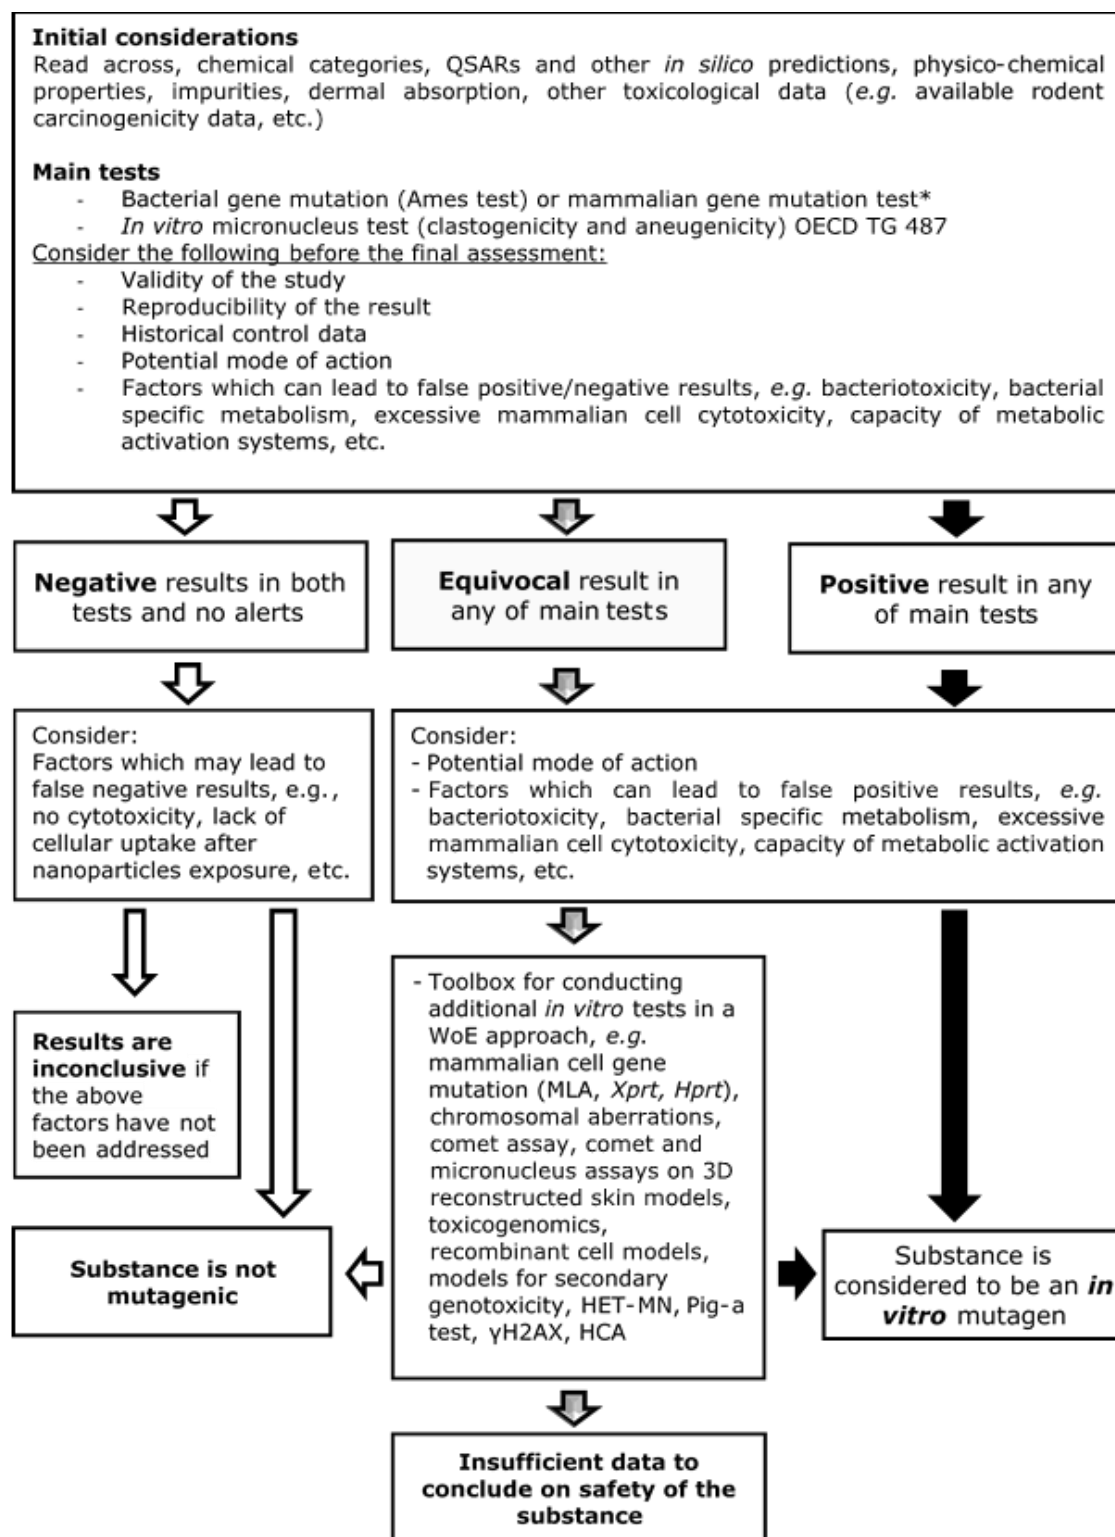 Initial considerations
Read across, chemical categories, QSARs and other in silico predictions, physico-chemical
properties, impurities, dermal absorption, other toxicological data (e.g. available rodent
carcinogenicity data, etc.)
Main tests
- Bacterial gene mutation (Ames test) or mammalian gene mutation test*
- In vitro micronucleus test (clastogenicity and aneugenicity) OECD TG 487
Consider the following before the final assessment:
- Validity of the study
- Reproducibility of the result
- Historical control data
- Potential mode of action
- Factors which can lead to false positive/negative results, e.g. bacteriotoxicity, bacterial
specific metabolism, excessive mammalian cell cytotoxicity, capacity of metabolic
activation systems, etc.
Negative results in both
tests and no alerts
Equivocal result in
any of main tests
Positive result in any
of main tests
Consider:
Factors which may lead to
false negative results, e.g.,
no cytotoxicity, lack of
cellular uptake after
nanoparticles exposure, etc.
Consider:
- Potential mode of action
- Factors which can lead to false positive results, e.g.
bacteriotoxicity, bacterial specific metabolism, excessive
mammalian cell cytotoxicity, capacity of metabolic activation
systems, etc.
Results are
inconclusive if
the above
factors have not
been addressed
- Toolbox for conducting
additional in vitro tests in a
WoE approach, e.g.
mammalian cell gene
mutation (MLA, Xprt, Hprt),
chromosomal aberrations,
comet assay, comet and
micronucleus assays on 3D
reconstructed skin models,
toxicogenomics,
recombinant cell models,
models for secondary
genotoxicity, HET-MN, Pig-a
test, γH2AX, HCA
Substance is not
mutagenic
Substance is
considered to be an in
vitro mutagen
Insufficient data to
conclude on safety of the
substance